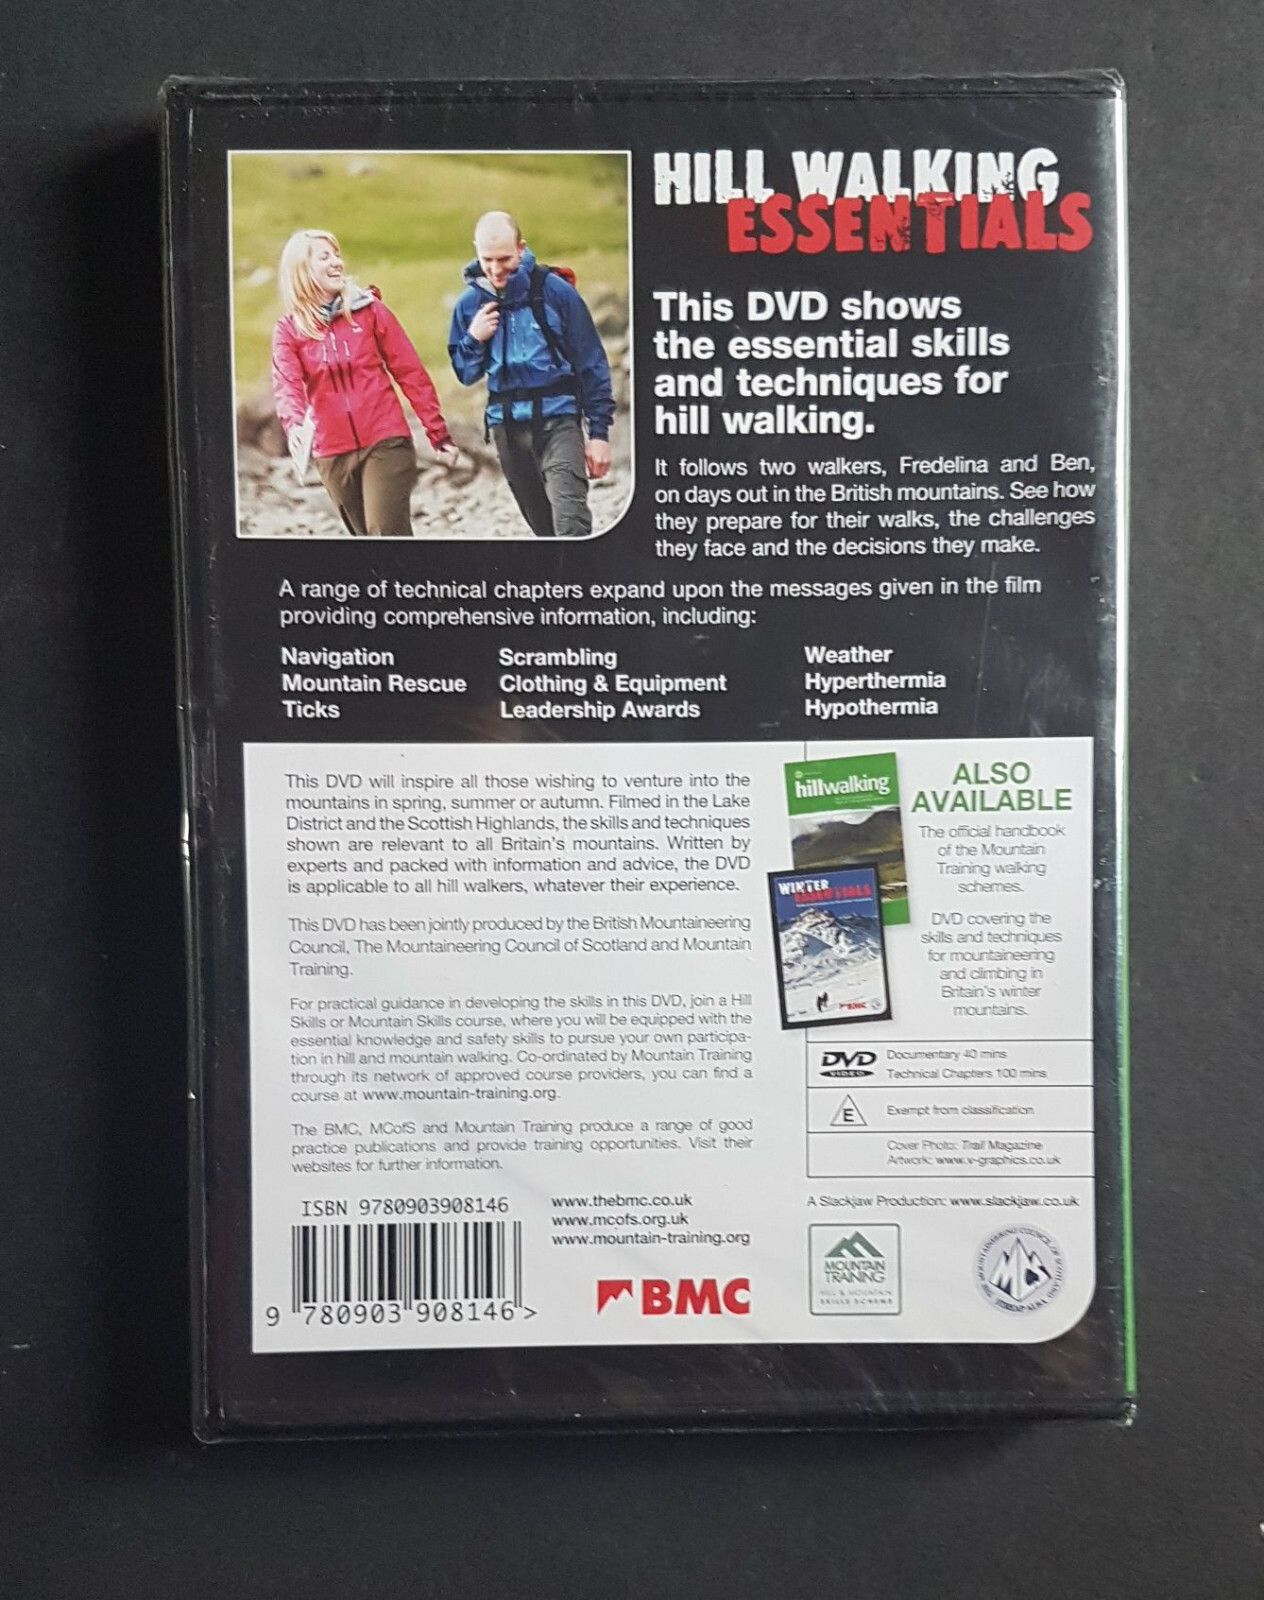 HILL WALKING
ESSENTIALS
This DVD shows
the essential skills
and techniques for
hill walking.
It follows two walkers, Fredelina and Ben,
on days out in the British mountains. See how
they prepare for their walks, the challenges
they face and the decisions they make.
A range of technical chapters expand upon the messages given in the film
providing comprehensive information, including:
Navigation
Mountain Rescue
Ticks
Scrambling
Clothing & Equipment
Leadership Awards
Weather
Hyperthermia
Hypothermia
This DVD will inspire all those wishing to venture into the
mountains in spring, summer or autumn. Filmed in the Lake
District and the Scottish Highlands, the skills and techniques
shown are relevant to all Britain's mountains. Written by
experts and packed with information and advice, the DVD
is applicable to all hill walkers, whatever their experience.
This DVD has been jointly produced by the British Mountaineering
Council, The Mountaineering Council of Scotland and Mountain
Training.
For practical guidance in developing the skills in this DVD, join a Hill
Skills or Mountain Skills course, where you will be equipped with the
essential knowledge and safety skills to pursue your own participa-
tion in hill and mountain walking. Co-ordinated by Mountain Training
through its network of approved course providers, you can find a
course at www.mountain-training.org.
The BMC, MCofS and Mountain Training produce a range of good
practice publications and provide training opportunities. Visit their
websites for further information.
hillwalking
WINTER
ESSENTIALS
BMC
ALSO
AVAILABLE
The official handbook
of the Mountain
Training walking
schemes.
DVD covering the
skills and techniques
for mountaineering
and climbing in
Britain's winter
mountains.
DVD
VIDEO
Documentary 40 mins
Technical Chapters 100 mins
E
Exempt from classification
Cover Photo: Trail Magazine
Artwork: www.v-graphics.co.uk
A Slackjaw Production: www.slackjaw.co.uk
ISBN 9780903908146
9 780903 908146 >
www.thebmc.co.uk
www.mcofs.org.uk
www.mountain-training.org
BMC
MOUNTAIN
TRAINING
HILL & MOUNTAIN
SKILLS SCHEME
THE MOUNTAINEERING COUNCIL OF SCOTLAND